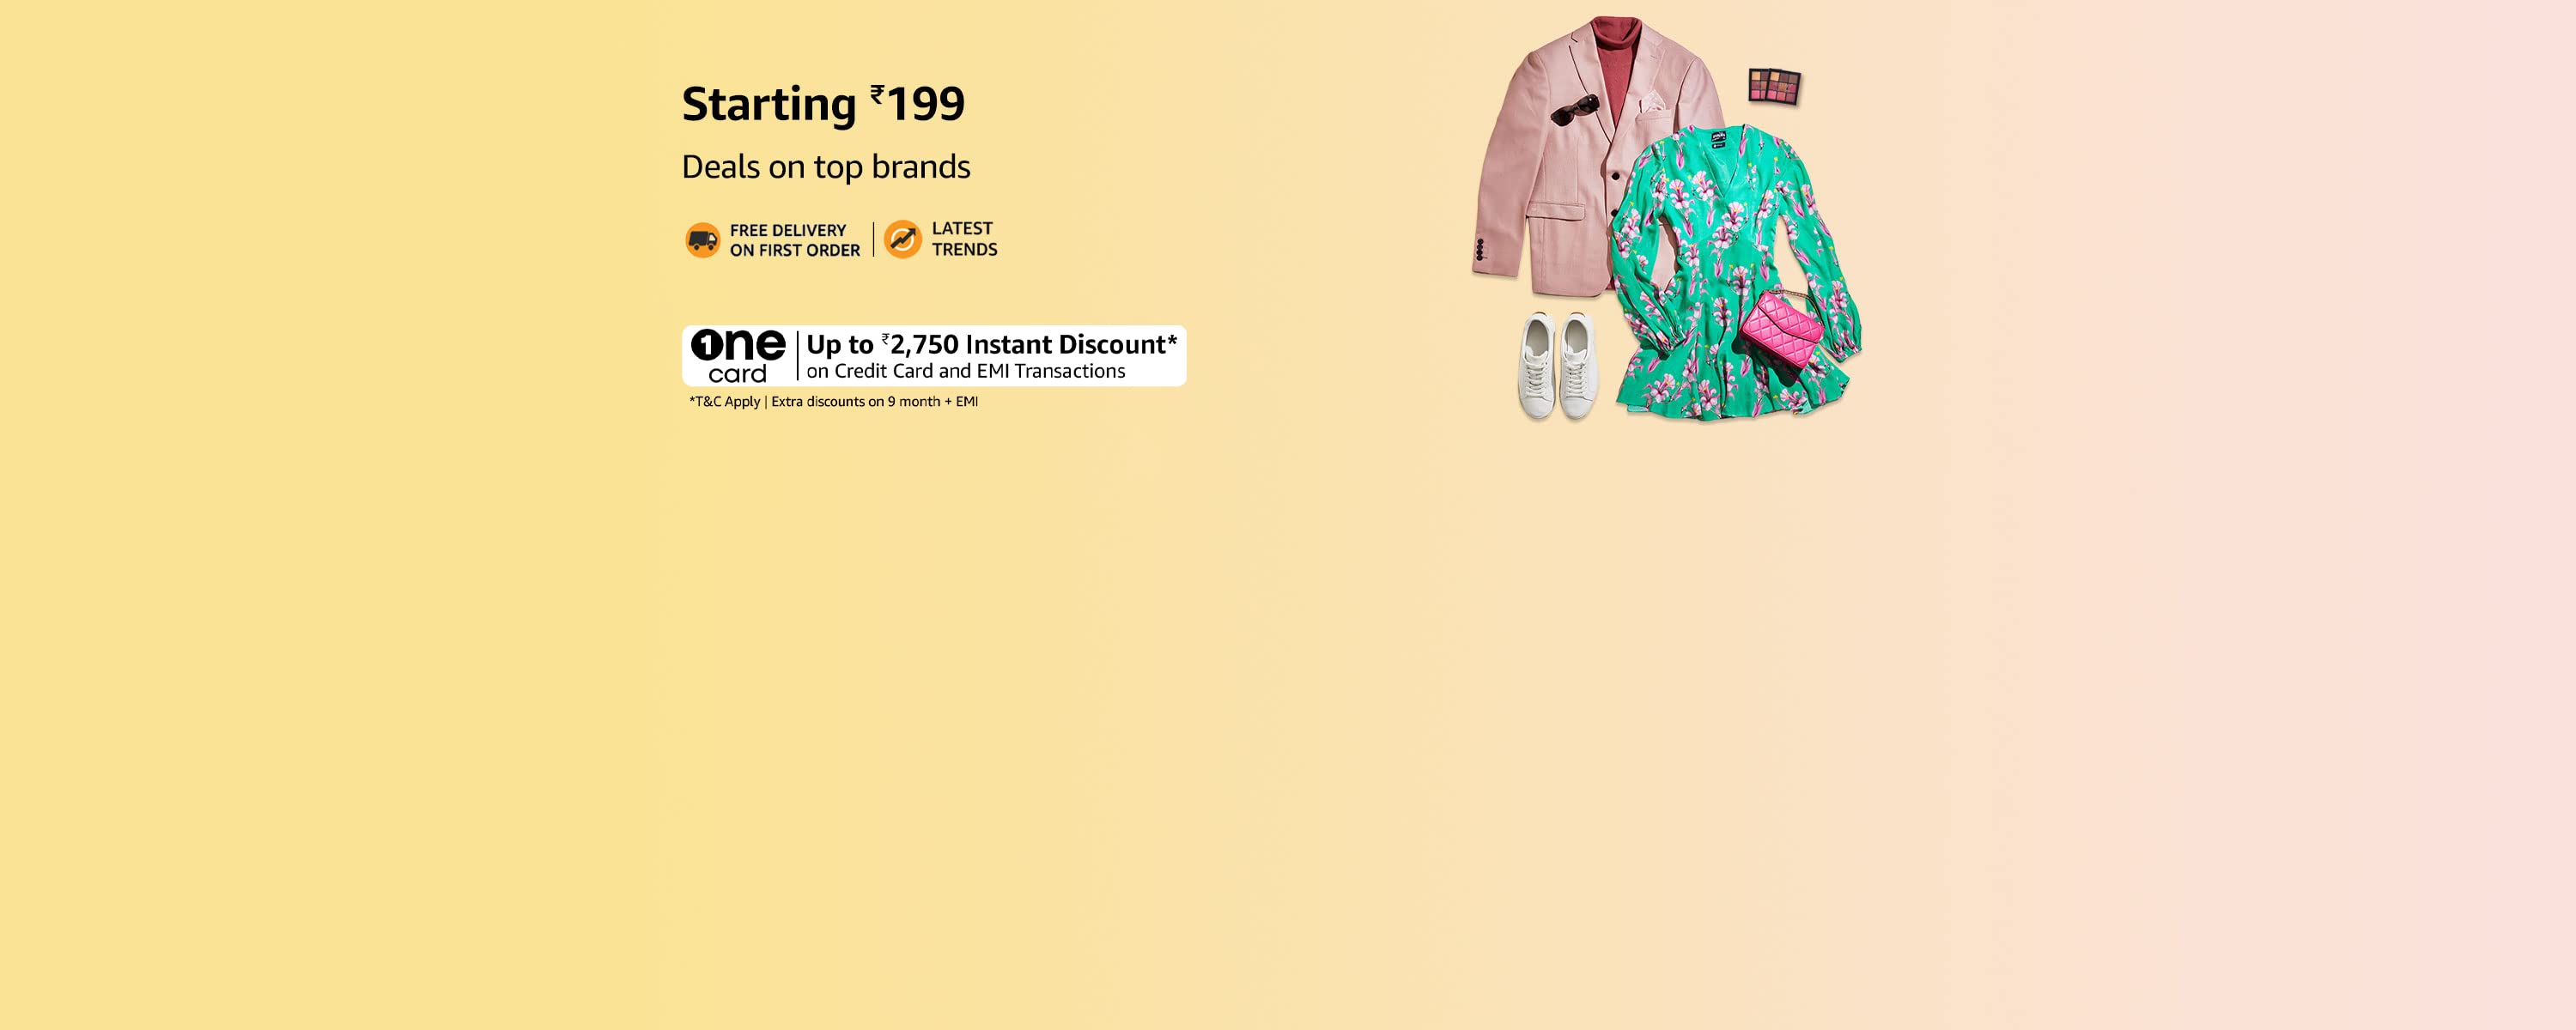 Starting ₹199
Deals on top brands
FREE DELIVERY
ON FIRST ORDER
LATEST
TRENDS
1ne
card
Up to ₹2,750 Instant Discount*
on Credit Card and EMI Transactions
*T&C Apply | Extra discounts on 9 month + EMI